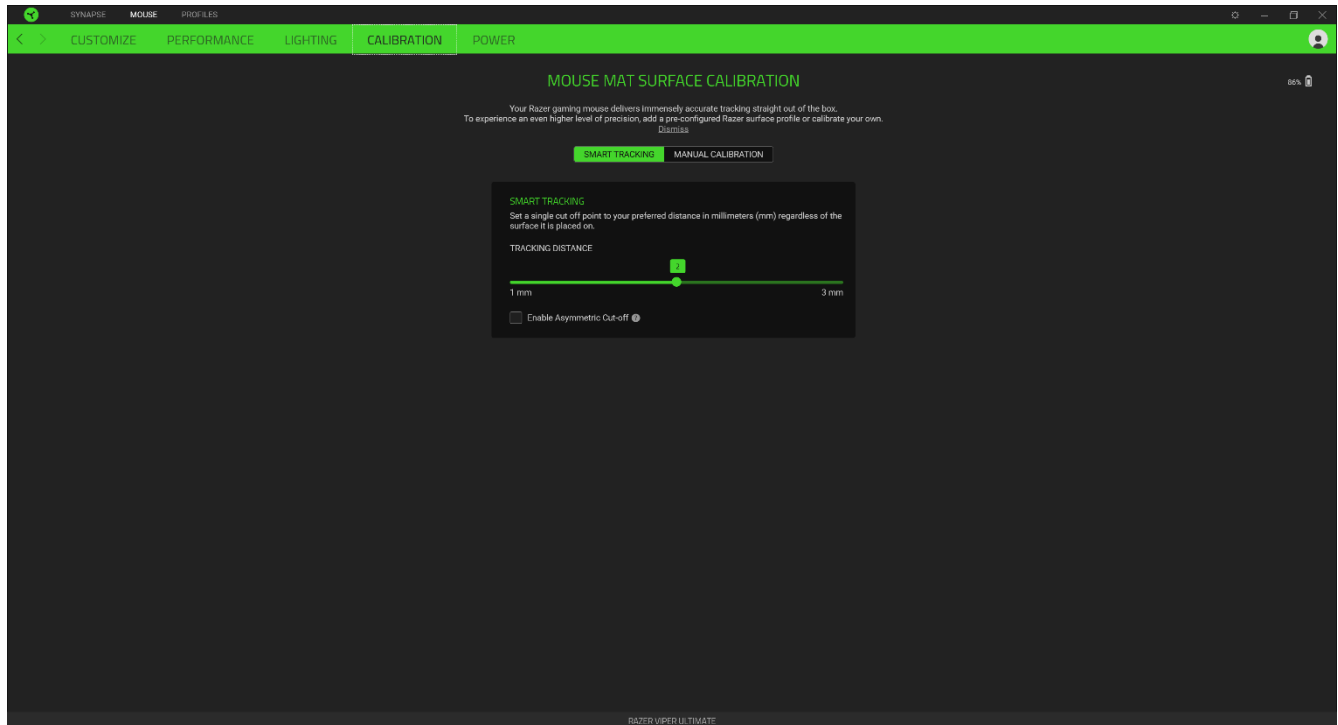 SYNAPSE MOUSE PROFILES
CUSTOMIZE PERFORMANCE LIGHTING CALIBRATION POWER
MOUSE MAT SURFACE CALIBRATION
86%
Your Razer gaming mouse delivers immensely accurate tracking straight out of the box.
To experience an even higher level of precision, add a pre-configured Razer surface profile or calibrate your own.
Dismiss
SMART TRACKING MANUAL CALIBRATION
SMART TRACKING
Set a single cut off point to your preferred distance in millimeters (mm) regardless of the
surface it is placed on.
TRACKING DISTANCE
2
1 mm 3 mm
Enable Asymmetric Cut-off ?
RAZER VIPER ULTIMATE